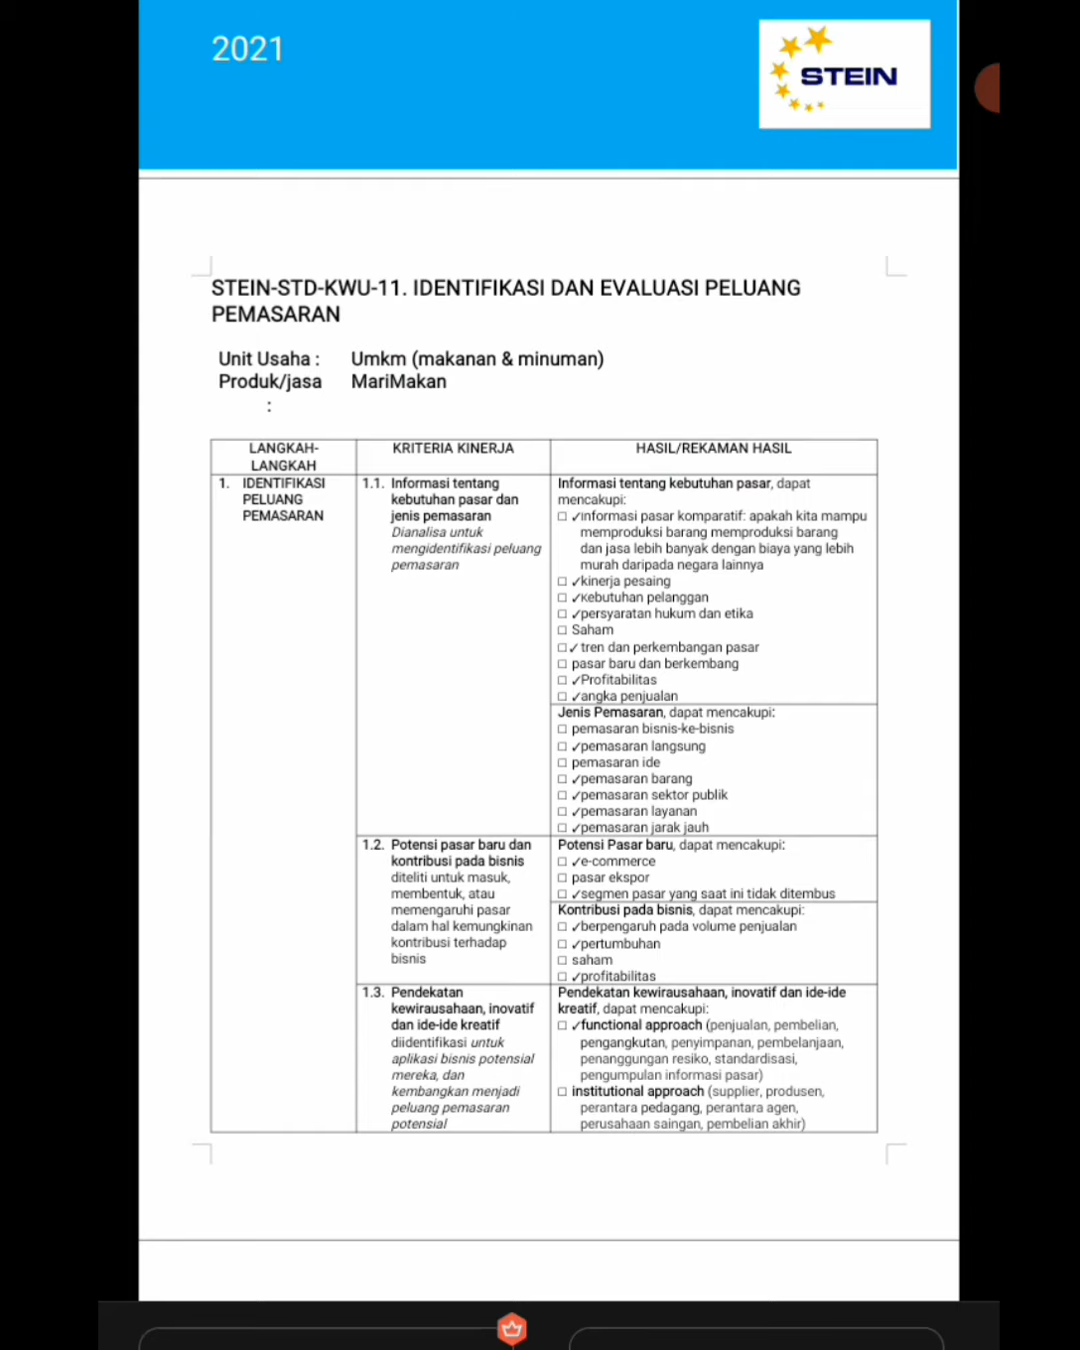 2021
STEIN
STEIN-STD-KWU-11. IDENTIFIKASI DAN EVALUASI PELUANG
PEMASARAN
Unit Usaha : Umkm (makanan & minuman)
Produk/jasa MariMakan
:
LANGKAH-
LANGKAH
KRITERIA KINERJA
HASIL/REKAMAN HASIL
1. IDENTIFIKASI
PELUANG
PEMASARAN
1.1. Informasi tentang
kebutuhan pasar dan
jenis pemasaran
Dianalisa untuk
mengidentifikasi peluang
pemasaran
Informasi tentang kebutuhan pasar, dapat
mencakupi:
☐ ✓informasi pasar komparatif: apakah kita mampu
memproduksi barang memproduksi barang
dan jasa lebih banyak dengan biaya yang lebih
murah daripada negara lainnya
☐ ✓kinerja pesaing
☐ ✓Kebutuhan pelanggan
☐ ✓persyaratan hukum dan etika
☐ Saham
☐ ✓ tren dan perkembangan pasar
☐ pasar baru dan berkembang
☐ ✓Profitabilitas
☐ ✓angka penjualan
Jenis Pemasaran, dapat mencakupi:
☐ pemasaran bisnis-ke-bisnis
☐ ✓pemasaran langsung
☐ pemasaran ide
☐ ✓pemasaran barang
☐ ✓pemasaran sektor publik
☐ ✓pemasaran layanan
☐ ✓pemasaran jarak jauh
1.2. Potensi pasar baru dan
kontribusi pada bisnis
diteliti untuk masuk,
membentuk, atau
memengaruhi pasar
dalam hal kemungkinan
kontribusi terhadap
bisnis
Potensi Pasar baru, dapat mencakupi:
☐ ✓e-commerce
☐ pasar ekspor
☐ ✓segmen pasar yang saat ini tidak ditembus
Kontribusi pada bisnis, dapat mencakupi:
☐ ✓berpengaruh pada volume penjualan
☐ ✓pertumbuhan
☐ saham
☐ ✓profitabilitas
1.3. Pendekatan
kewirausahaan, inovatif
dan ide-ide kreatif
diidentifikasi untuk
aplikasi bisnis potensial
mereka, dan
kembangkan menjadi
peluang pemasaran
potensial
Pendekatan kewirausahaan, inovatif dan ide-ide
kreatif, dapat mencakupi:
☐ ✓functional approach (penjualan, pembelian,
pengangkutan, penyimpanan, pembelanjaan,
penanggungan resiko, standardisasi,
pengumpulan informasi pasar)
☐ institutional approach (supplier, produsen,
perantara pedagang, perantara agen,
perusahaan saingan, pembelian akhir)